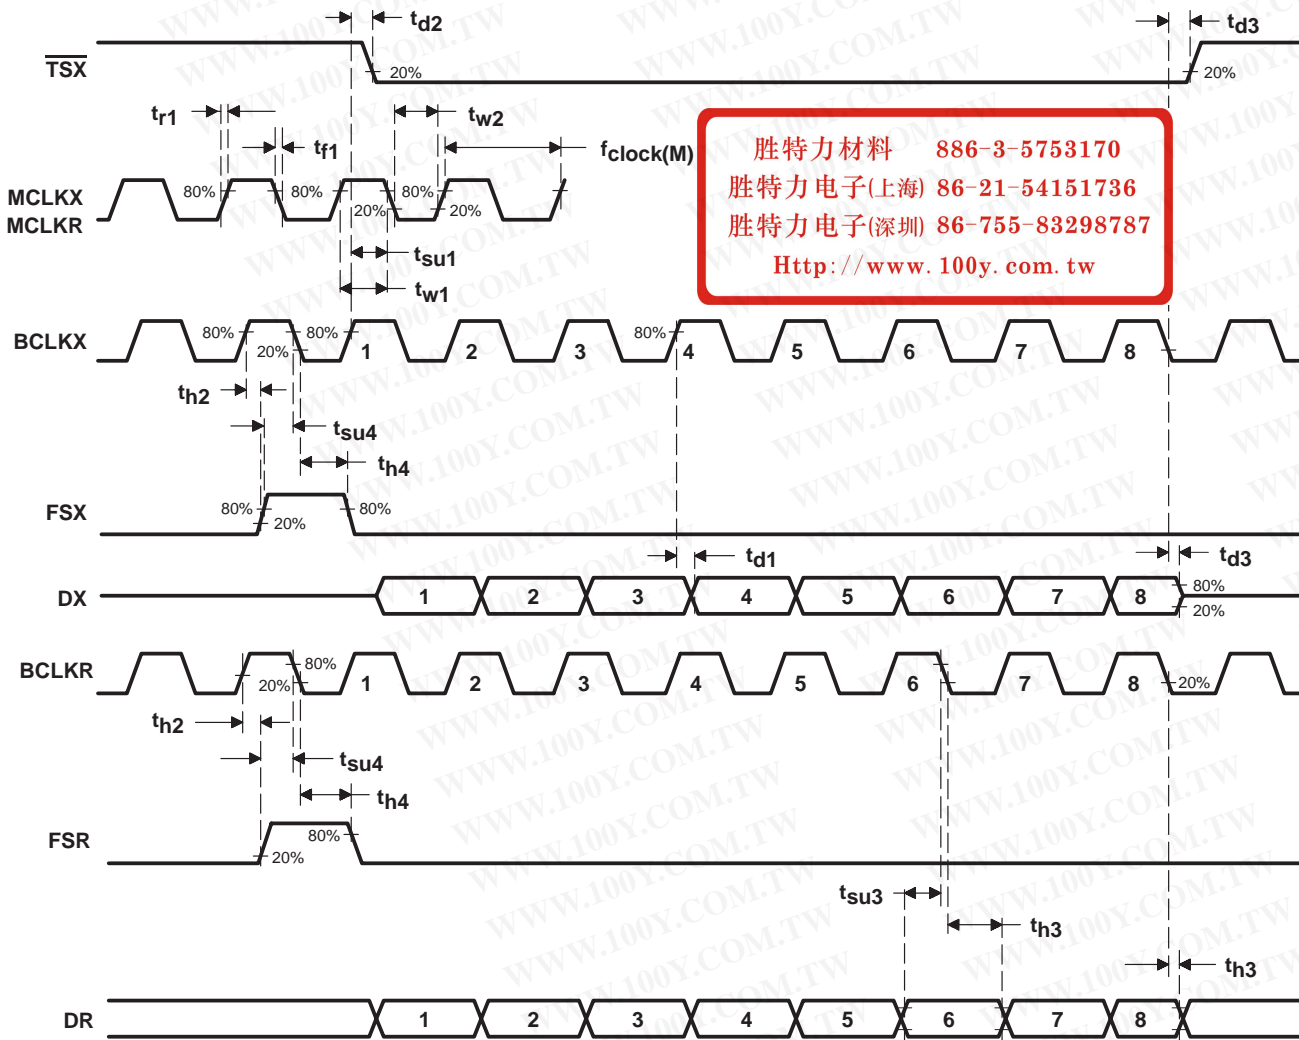 td2
td3
TSX
20%
20%
tr1
tw2
tf1
fclock(M)
胜特力材料 886-3-5753170
胜特力电子(上海) 86-21-54151736
胜特力电子(深圳) 86-755-83298787
Http://www.100y.com.tw
MCLKX
MCLKR
80%
80%
80%
20%
20%
tsu1
tw1
BCLKX
80%
80%
20%
80%
1
2
3
4
5
6
7
8
th2
tsu4
th4
FSX
80%
80%
20%
td1
td3
DX
1
2
3
4
5
6
7
8
80%
20%
BCLKR
80%
20%
1
2
3
4
5
6
7
8
20%
th2
tsu4
th4
FSR
80%
20%
tsu3
th3
th3
DR
1
2
3
4
5
6
7
8
WWW.100Y.COM.TW